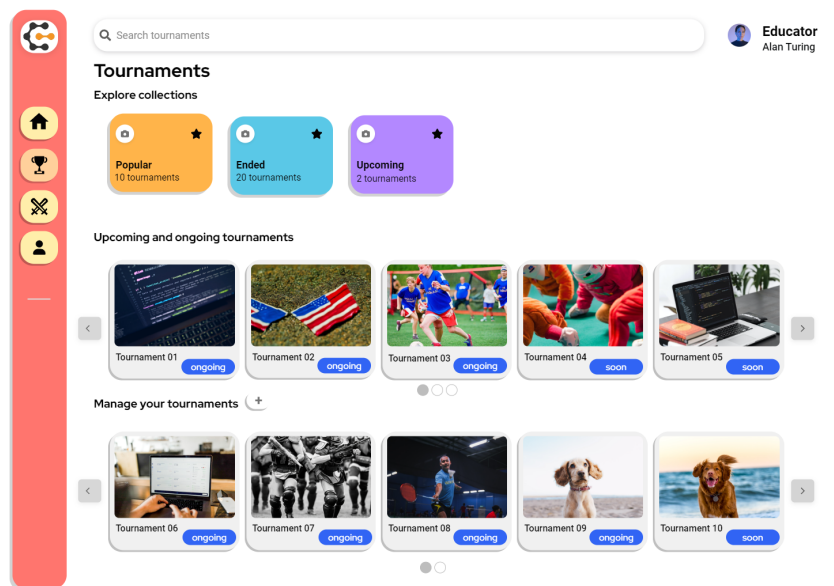 Search tournaments
Educator
Alan Turing
Tournaments
Explore collections
Popular
10 tournaments
Ended
20 tournaments
Upcoming
2 tournaments
Upcoming and ongoing tournaments
Tournament 01
ongoing
Tournament 02
ongoing
Tournament 03
ongoing
Tournament 04
soon
Tournament 05
soon
Manage your tournaments +
Tournament 06
ongoing
Tournament 07
ongoing
Tournament 08
ongoing
Tournament 09
ongoing
Tournament 10
soon